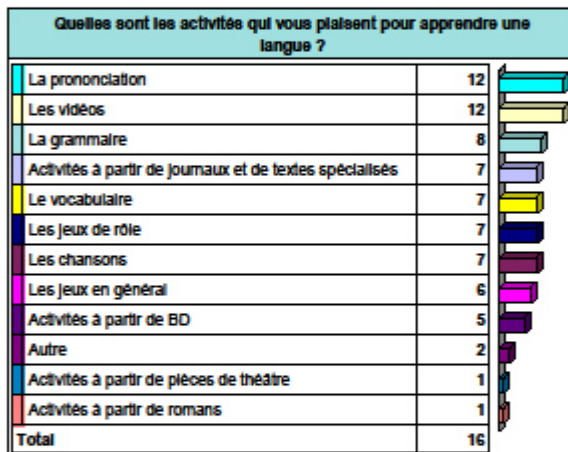 Quelles sont les activités qui vous plaisent pour apprendre une
langue ?
La prononciation 12
Les vidéos 12
La grammaire 8
Activités à partir de journaux et de textes spécialisés 7
Le vocabulaire 7
Les jeux de rôle 7
Les chansons 7
Les jeux en général 6
Activités à partir de BD 5
Autre 2
Activités à partir de pièces de théâtre 1
Activités à partir de romans 1
Total 16